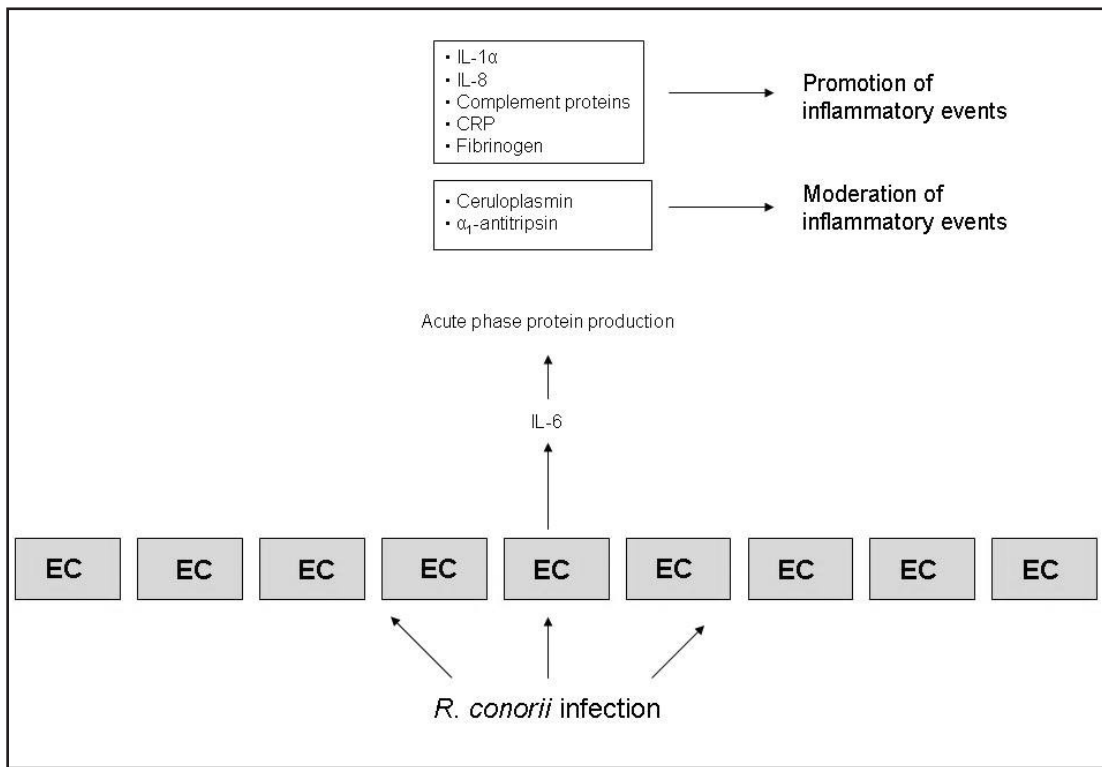 · IL-1α
· IL-8
· Complement proteins
· CRP
· Fibrinogen
Promotion of
inflammatory events
· Ceruloplasmin
· α₁-antitripsin
Moderation of
inflammatory events
Acute phase protein production
IL-6
EC EC EC EC EC EC EC EC EC
R. conorii infection